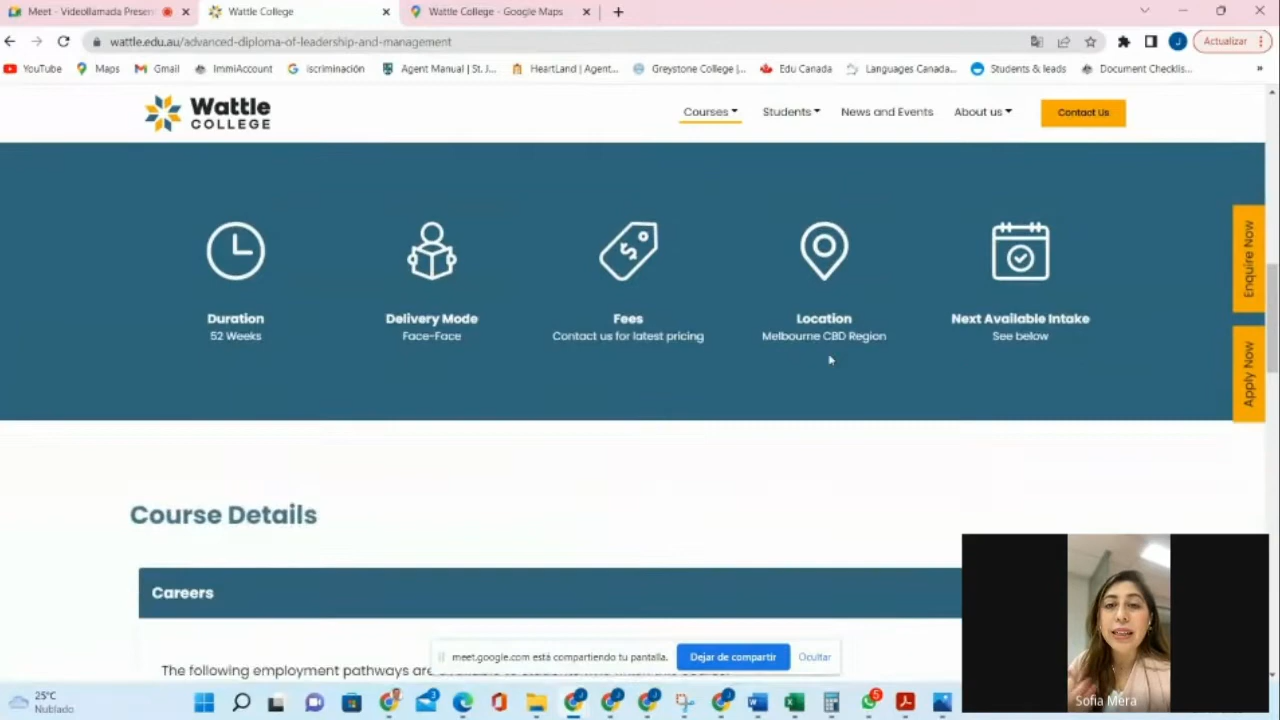 Meet - Videollamada Present
Wattle College
Wattle College - Google Maps
wattle.edu.au/advanced-diploma-of-leadership-and-management
Actualizar
YouTube
Maps
Gmail
ImmiAccount
iscriminación
Agent Manual | St. J...
HeartLand | Agent...
Greystone College |...
Edu Canada
Languages Canada...
Students & leads
Document Checklis...
»
Wattle
COLLEGE
Courses
Students
News and Events
About us
Contact Us
Enquire Now
Apply Now
Duration
52 Weeks
Delivery Mode
Face-Face
Fees
Contact us for latest pricing
Location
Melbourne CBD Region
Next Available Intake
See below
Course Details
Careers
The following employment pathways are
meet.google.com está compartiendo tu pantalla.
Dejar de compartir
Ocultar
Sofia Mera
25°C
Nublado
5